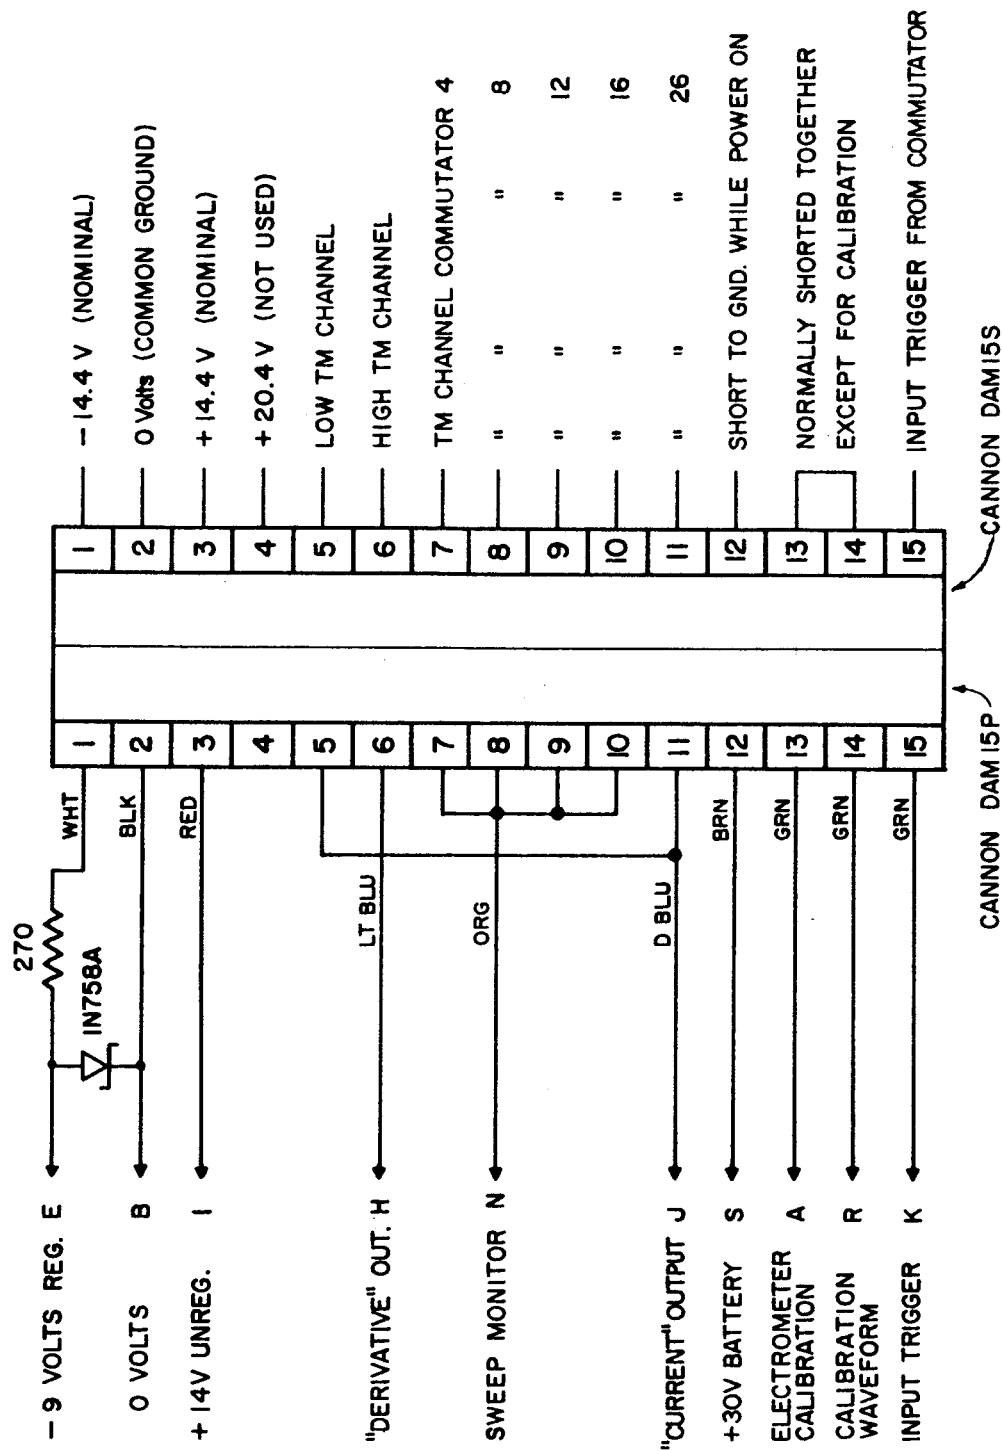 − 14.4 V (NOMINAL)
0 Volts (COMMON GROUND)
+ 14.4 V (NOMINAL)
+ 20.4 V (NOT USED)
LOW TM CHANNEL
HIGH TM CHANNEL
TM CHANNEL COMMUTATOR 4
" " " 8
" " " 12
" " " 16
" " " 26
SHORT TO GND. WHILE POWER ON
NORMALLY SHORTED TOGETHER
EXCEPT FOR CALIBRATION
INPUT TRIGGER FROM COMMUTATOR
1
2
3
4
5
6
7
8
9
10
11
12
13
14
15
CANNON DAM15S
1
2
3
4
5
6
7
8
9
10
11
12
13
14
15
CANNON DAM 15P
WHT
BLK
RED
LT BLU
ORG
D BLU
BRN
GRN
GRN
GRN
270
IN758A
− 9 VOLTS REG. E
0 VOLTS B
+ 14V UNREG. I
"DERIVATIVE" OUT. H
SWEEP MONITOR N
"CURRENT" OUTPUT J
+30V BATTERY S
ELECTROMETER A
CALIBRATION
CALIBRATION R
WAVEFORM
INPUT TRIGGER K